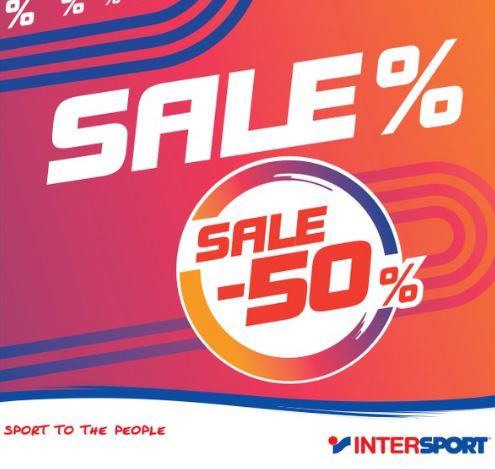 % % %
SALE %
SALE
-50%
SPORT TO THE PEOPLE
INTERSPORT